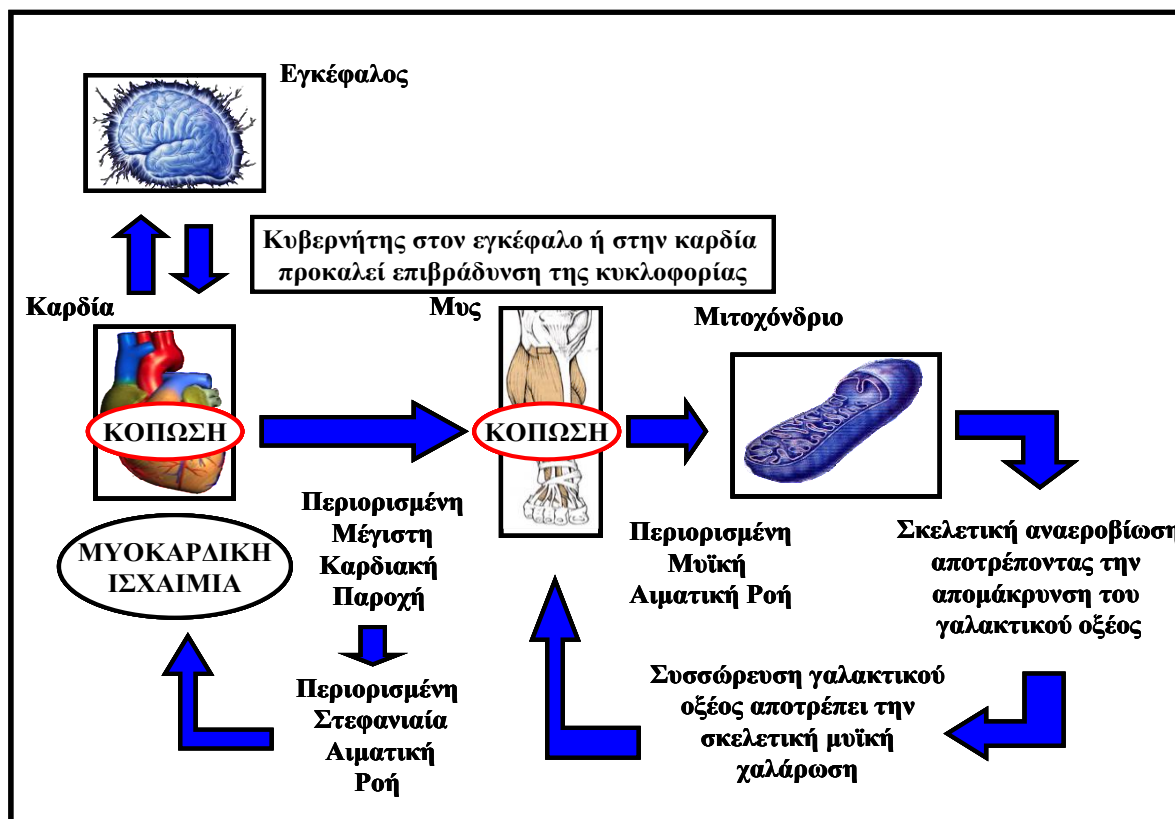 Εγκέφαλος
Κυβερνήτης στον εγκέφαλο ή στην καρδία
προκαλεί επιβράδυνση της κυκλοφορίας
Καρδία
Μυς
Μιτοχόνδριο
ΚΟΠΩΣΗ
ΚΟΠΩΣΗ
ΜΥΟΚΑΡΔΙΚΗ
ΙΣΧΑΙΜΙΑ
Περιορισμένη
Μέγιστη
Καρδιακή
Παροχή
Περιορισμένη
Μυϊκή
Αιματική Ροή
Σκελετική αναεροβίωση
αποτρέποντας την
απομάκρυνση του
γαλακτικού οξέος
Περιορισμένη
Στεφανιαία
Αιματική
Ροή
Συσσώρευση γαλακτικού
οξέος αποτρέπει την
σκελετική μυϊκή
χαλάρωση